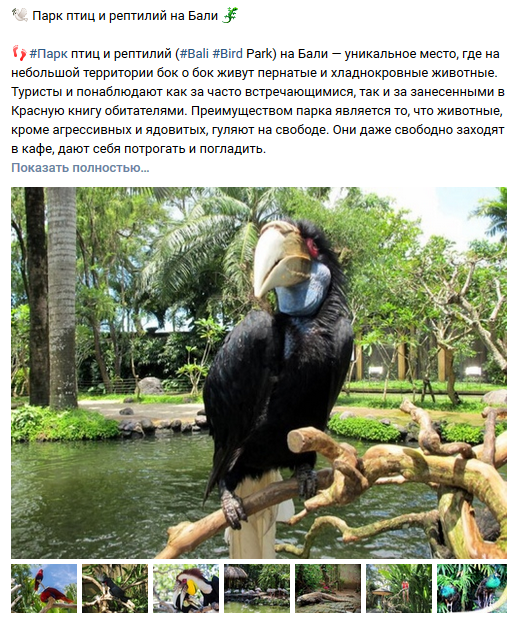 🕊 Парк птиц и рептилий на Бали 🦎
👣 #Парк птиц и рептилий (#Bali #Bird Park) на Бали — уникальное место, где на
небольшой территории бок о бок живут пернатые и хладнокровные животные.
Туристы и понаблюдают как за часто встречающимися, так и за занесенными в
Красную книгу обитателями. Преимуществом парка является то, что животные,
кроме агрессивных и ядовитых, гуляют на свободе. Они даже свободно заходят
в кафе, дают себя потрогать и погладить.
Показать полностью…